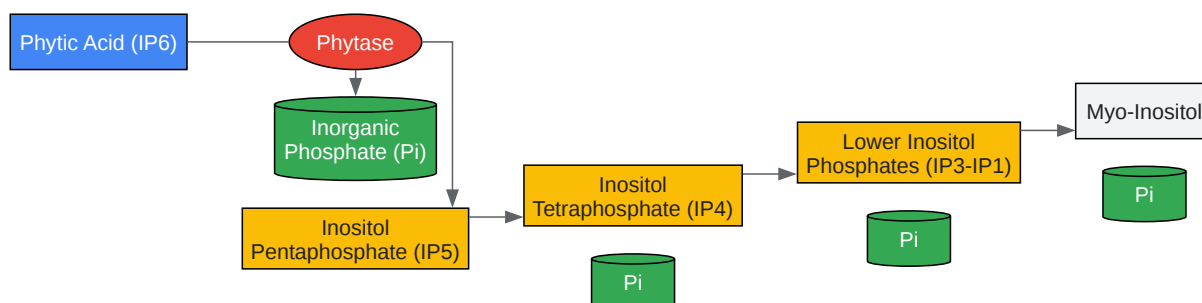 Phytic Acid (IP6)
Phytase
Inorganic
Phosphate (Pi)
Inositol
Pentaphosphate (IP5)
Inositol
Tetraphosphate (IP4)
Pi
Lower Inositol
Phosphates (IP3-IP1)
Pi
Myo-Inositol
Pi